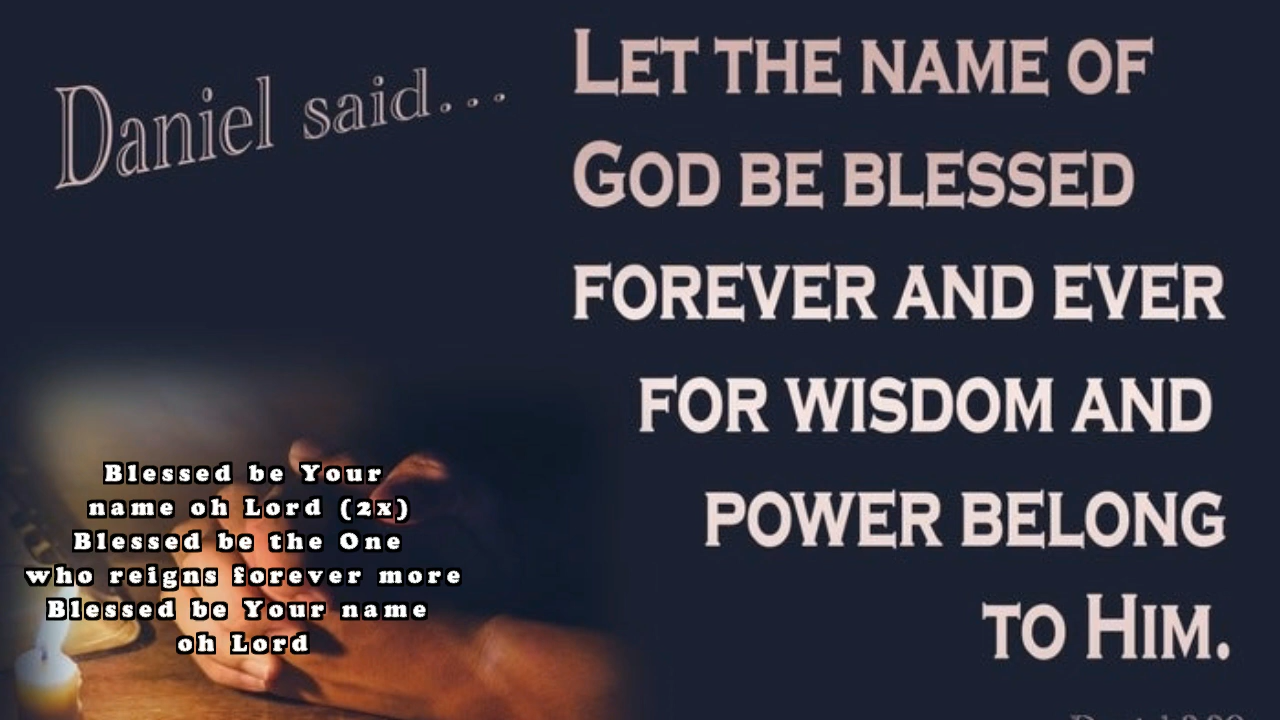 Daniel said...
LET THE NAME OF
GOD BE BLESSED
FOREVER AND EVER
FOR WISDOM AND
POWER BELONG
TO HIM.
Blessed be Your
name oh Lord (2x)
Blessed be the One
who reigns forever more
Blessed be Your name
oh Lord